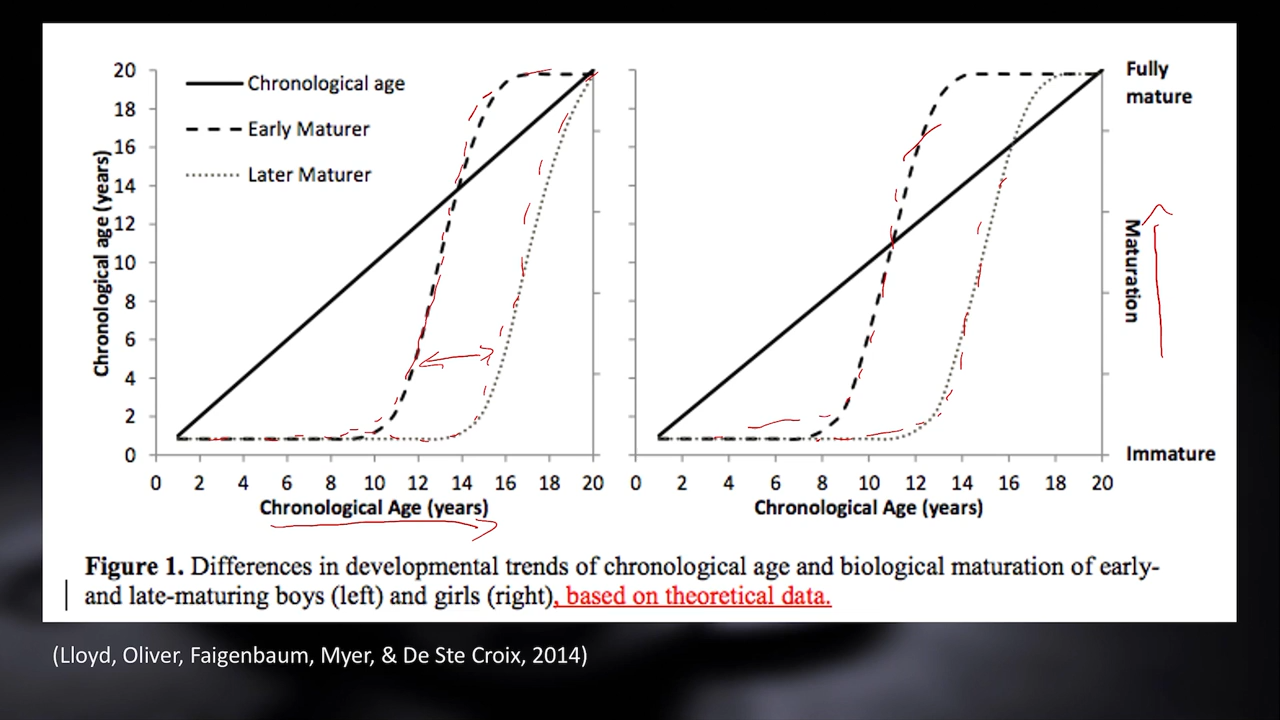 20
18
16
14
12
10
8
6
4
2
0
Chronological age (years)
Chronological age
Early Maturer
Later Maturer
0 2 4 6 8 10 12 14 16 18 20
Chronological Age (years)
0 2 4 6 8 10 12 14 16 18 20
Chronological Age (years)
Fully
mature
Maturation
Immature
Figure 1. Differences in developmental trends of chronological age and biological maturation of early-
and late-maturing boys (left) and girls (right), based on theoretical data.
(Lloyd, Oliver, Faigenbaum, Myer, & De Ste Croix, 2014)